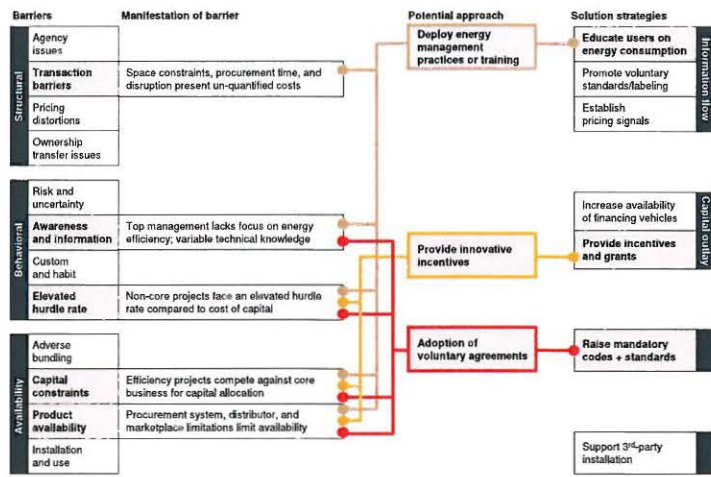 Barriers
Manifestation of barrier
Potential approach
Solution strategies
Structural
Agency
issues
Transaction
barriers
Space constraints, procurement time, and
disruption present un-quantified costs
Pricing
distortions
Ownership
transfer issues
Behavioral
Risk and
uncertainty
Awareness
and information
Top management lacks focus on energy
efficiency; variable technical knowledge
Custom
and habit
Elevated
hurdle rate
Non-core projects face an elevated hurdle
rate compared to cost of capital
Availability
Adverse
bundling
Capital
constraints
Efficiency projects compete against core
business for capital allocation
Product
availability
Procurement system, distributor, and
marketplace limitations limit availability
Installation
and use
Deploy energy
management
practices or training
Provide innovative
incentives
Adoption of
voluntary agreements
Educate users on
energy consumption
Promote voluntary
standards/labeling
Establish
pricing signals
Information flow
Increase availability
of financing vehicles
Provide incentives
and grants
Capital outlay
Raise mandatory
codes + standards
Support 3rd-party
installation